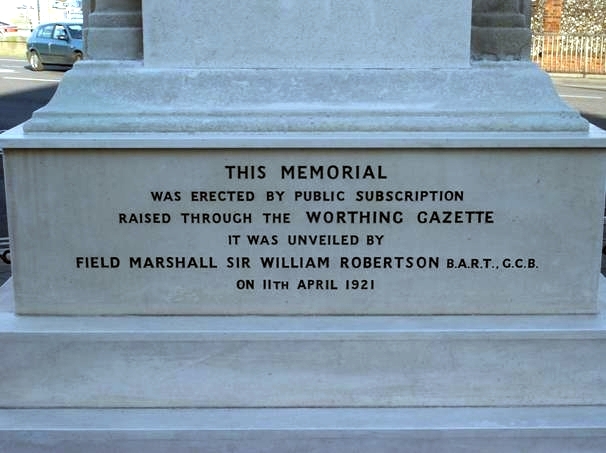 THIS MEMORIAL
WAS ERECTED BY PUBLIC SUBSCRIPTION
RAISED THROUGH THE WORTHING GAZETTE
IT WAS UNVEILED BY
FIELD MARSHALL SIR WILLIAM ROBERTSON B.A.R.T., G.C.B.
ON 11TH APRIL 1921